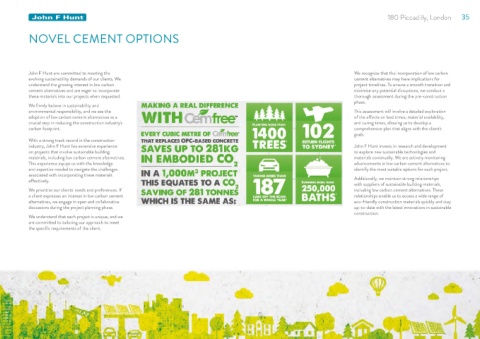 John F Hunt
180 Piccadilly, London 35
NOVEL CEMENT OPTIONS
John F Hunt are committed to meeting the
evolving sustainability demands of our clients. We
understand the growing interest in low carbon
cement alternatives and are eager to incorporate
these materials into our projects when requested.
We firmly believe in sustainability and
environmental responsibility, and we see the
adoption of low carbon cement alternatives as a
crucial step in reducing the construction industry's
carbon footprint.
With a strong track record in the construction
industry, John F Hunt has extensive experience
on projects that involve sustainable building
materials, including low carbon cement alternatives.
This experience equips us with the knowledge
and expertise needed to navigate the challenges
associated with incorporating these materials
effectively.
We prioritise our clients' needs and preferences. If
a client expresses an interest in low carbon cement
alternatives, we engage in open and collaborative
discussions during the project planning phase.
We understand that each project is unique, and we
are committed to tailoring our approach to meet
the specific requirements of the client.
MAKING A REAL DIFFERENCE
WITH Cemfree
EVERY CUBIC METRE OF Cemfree
THAT REPLACES OPC-BASED CONCRETE
SAVES UP TO 281KG
IN EMBODIED CO2
IN A 1,000M3 PROJECT
THIS EQUATES TO A CO2
SAVING OF 281 TONNES
WHICH IS THE SAME AS:
PLANTING MORE THAN
1400
TREES
102
RETURN FLIGHTS
TO SYDNEY
TAKING MORE THAN
187
CARS OFF THE ROAD
FOR A WHOLE YEAR
RUNNING MORE THAN
250,000
BATHS
We recognise that the incorporation of low carbon
cement alternatives may have implications for
project timelines. To ensure a smooth transition and
minimise any potential disruptions, we conduct a
thorough assessment during the pre-construction
phase.
This assessment will involve a detailed exploration
of the effects on lead times, material availability,
and curing times, allowing us to develop a
comprehensive plan that aligns with the client's
goals.
John F Hunt invests in research and development
to explore new sustainable technologies and
materials continually. We are actively monitoring
advancements in low carbon cement alternatives to
identify the most suitable options for each project.
Additionally, we maintain strong relationships
with suppliers of sustainable building materials,
including low carbon cement alternatives. These
relationships enable us to access a wide range of
eco-friendly construction materials quickly and stay
up-to-date with the latest innovations in sustainable
construction.